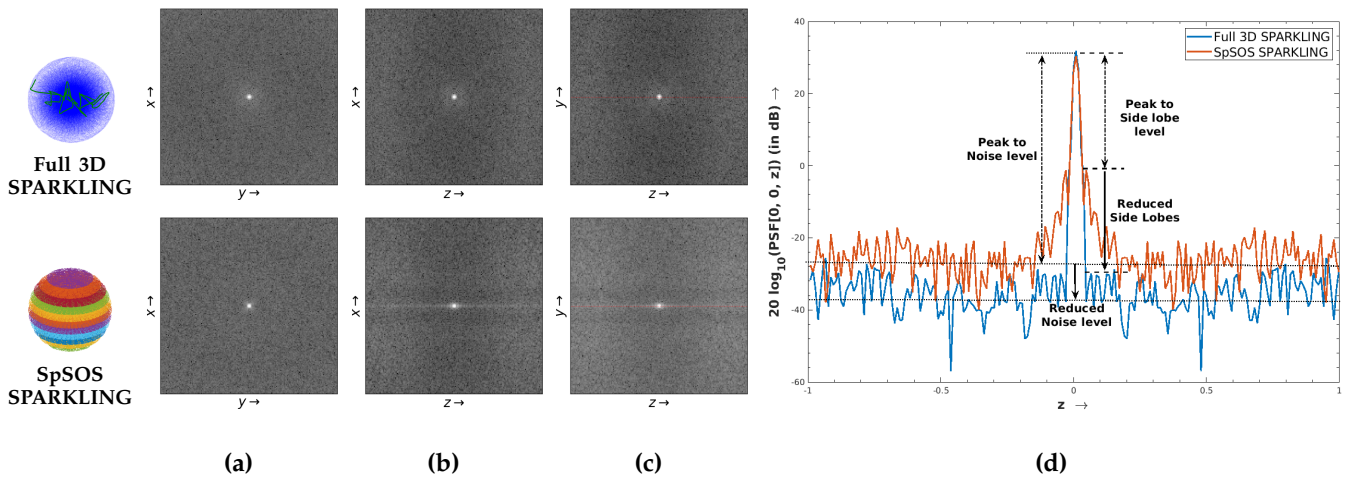 Full 3D
SPARKLING
x →
y →
x →
z →
y →
z →
SpSOS
SPARKLING
x →
y →
x →
z →
y →
z →
(a)
(b)
(c)
20 log10(PSF[0, 0, z]) (in dB) →
40
20
0
-20
-40
-60
-1
-0.5
0
0.5
1
z →
Full 3D SPARKLING
SpSOS SPARKLING
Peak to
Noise level
Peak to
Side lobe
level
Reduced
Side Lobes
Reduced
Noise level
(d)